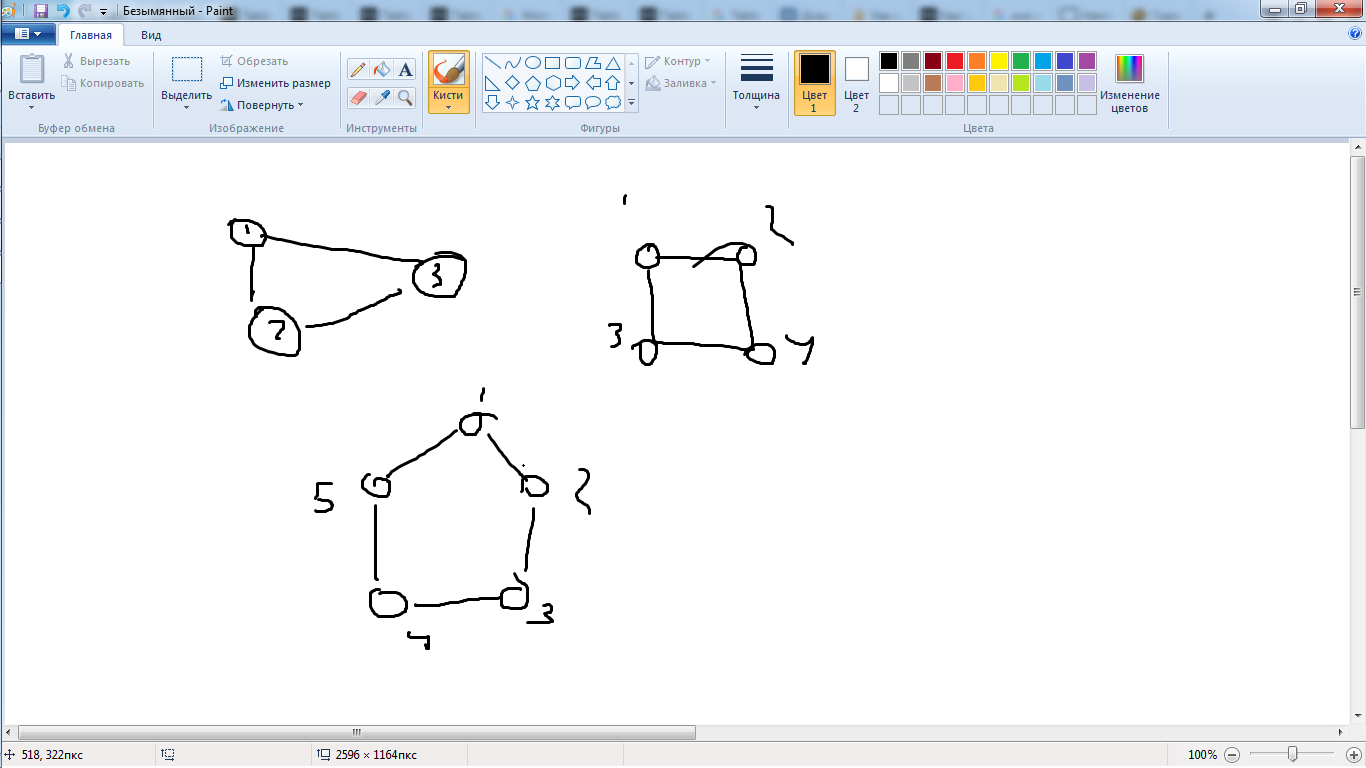 Безымянный - Paint
Главная Вид
Вставить
Вырезать
Копировать
Буфер обмена
Выделить
Обрезать
Изменить размер
Повернуть
Изображение
A
Инструменты
Кисти
Контур
Заливка
Фигуры
Толщина
Цвет 1
Цвет 2
Изменение цветов
Цвета
1
3
2
1
2
3
4
1
5
2
3
4
518, 322пкс
2596 × 1164пкс
100%